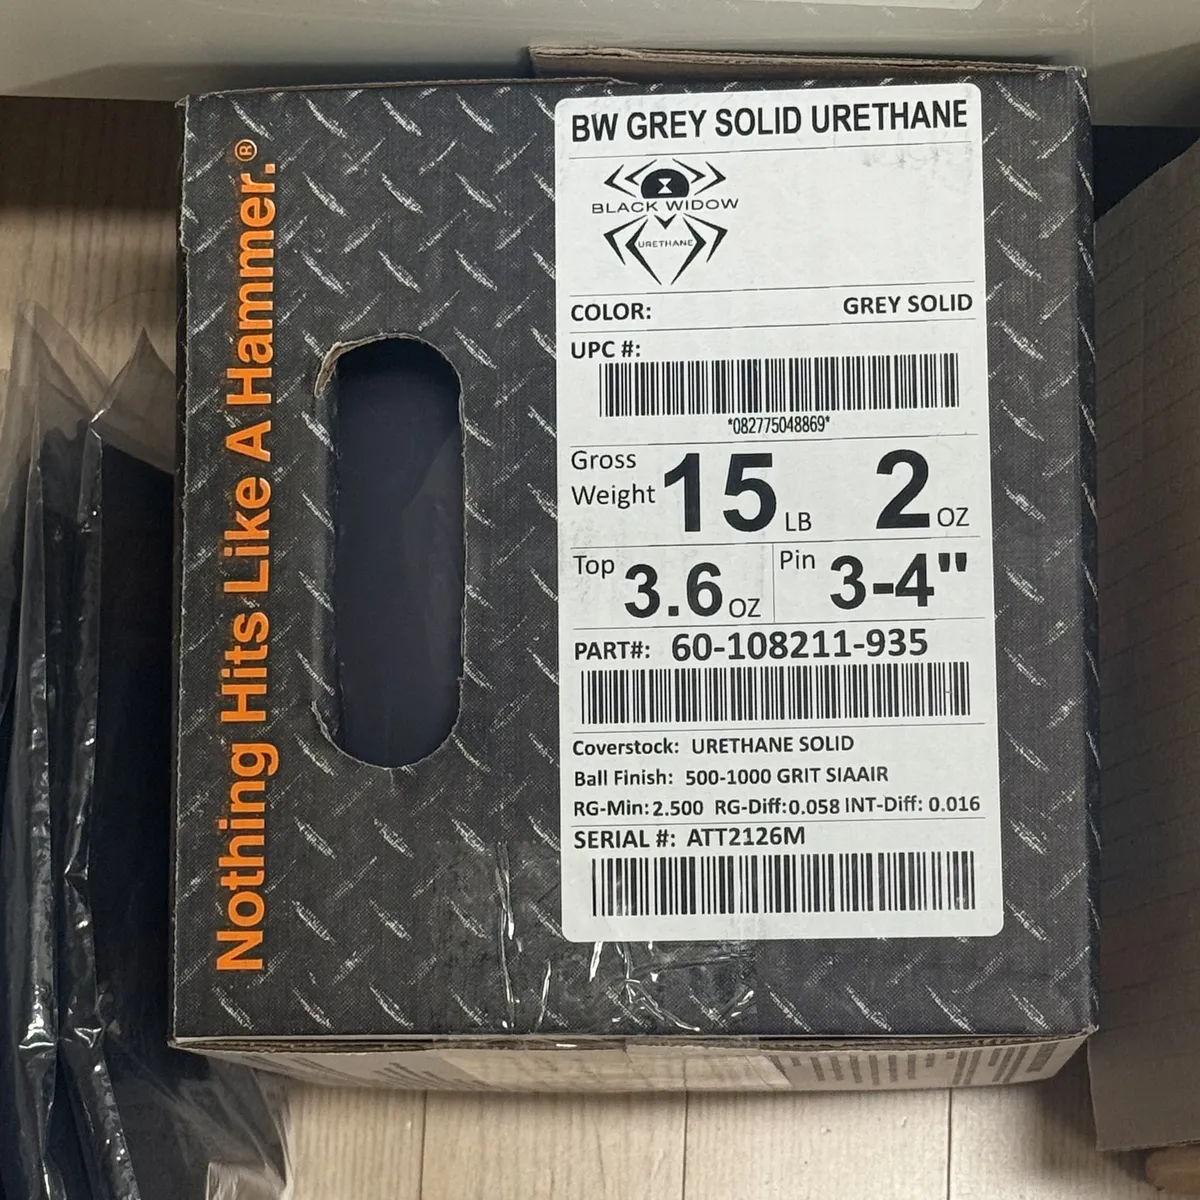 Nothing Hits Like A Hammer.®
BW GREY SOLID URETHANE
BLACK WIDOW
URETHANE
COLOR: GREY SOLID
UPC #:
*082775048869*
Gross Weight 15 LB 2 OZ
Top 3.6 OZ Pin 3-4"
PART#: 60-108211-935
Coverstock: URETHANE SOLID
Ball Finish: 500-1000 GRIT SIAAIR
RG-Min: 2.500 RG-Diff: 0.058 INT-Diff: 0.016
SERIAL #: ATT2126M